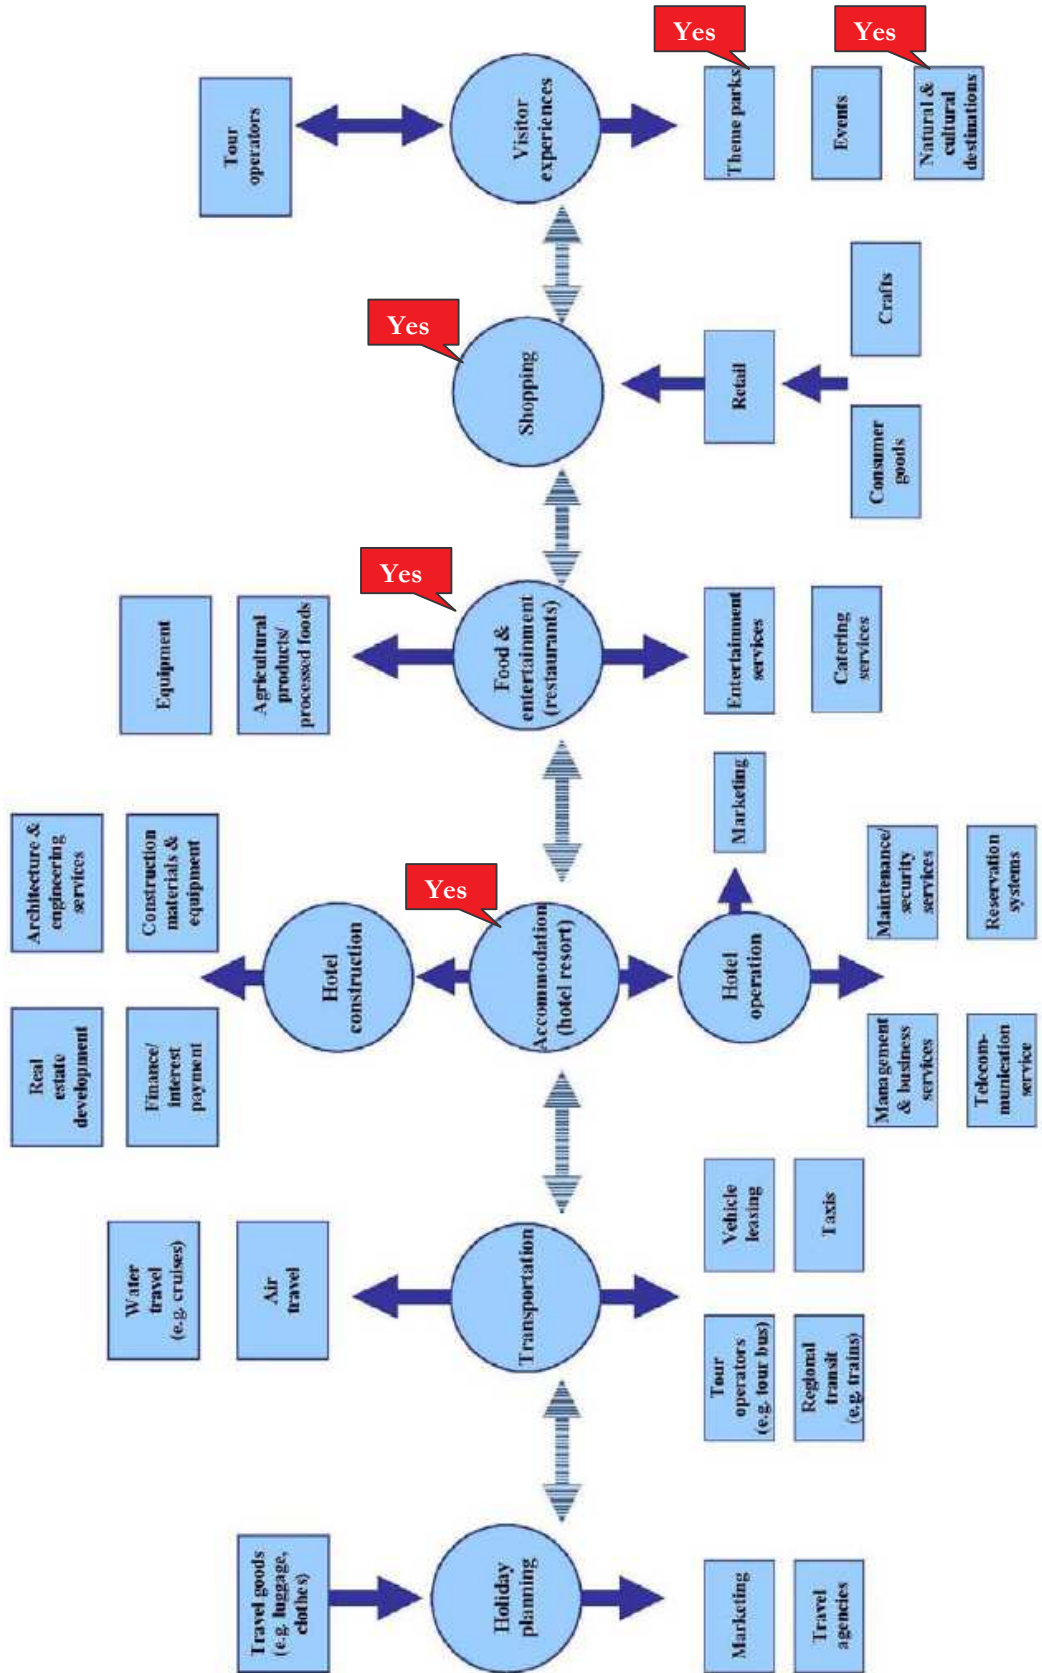 Yes
Yes
Yes
Yes
Yes
Tour
operators
Visitor
experiences
Theme parks
Events
Natural &
cultural
destinations
Shopping
Retail
Crafts
Consumer
goods
Equipment
Agricultural
products/
processed foods
Food &
entertainment
(restaurants)
Entertainment
services
Catering
services
Architecture &
engineering
services
Construction
materials &
equipment
Real
estate
development
Finance/
interest
payment
Hotel
construction
Accommodation
(hotel resort)
Hotel
operation
Marketing
Maintenance/
security
services
Reservation
systems
Management
& business
services
Telecom-
munication
service
Water
travel
(e.g. cruises)
Air
travel
Transportation
Vehicle
leasing
Taxis
Tour
operators
(e.g. tour bus)
Regional
transit
(e.g. trains)
Travel goods
(e.g. luggage,
clothes)
Holiday
planning
Marketing
Travel
agencies